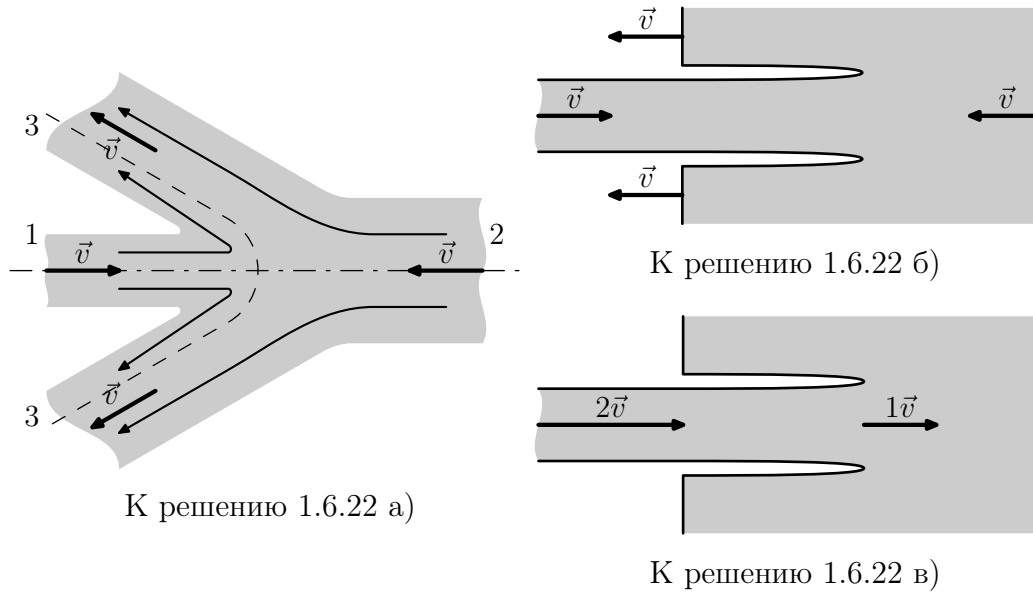 3
1
3
2
v⃗
v⃗
v⃗
v⃗
К решению 1.6.22 а)
v⃗
v⃗
v⃗
v⃗
К решению 1.6.22 б)
2v⃗
1v⃗
К решению 1.6.22 в)